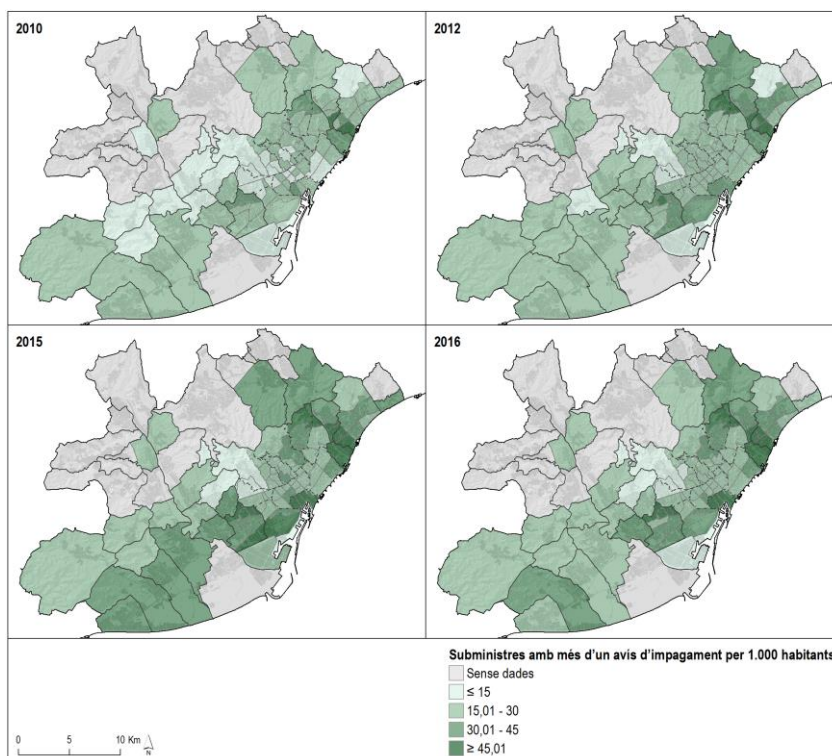 2010
2012
2015
2016
Subministres amb més d'un avis d'impagament per 1.000 habitants
Sense dades
≤ 15
15,01 - 30
30,01 - 45
≥ 45,01
0 5 10 Km
N